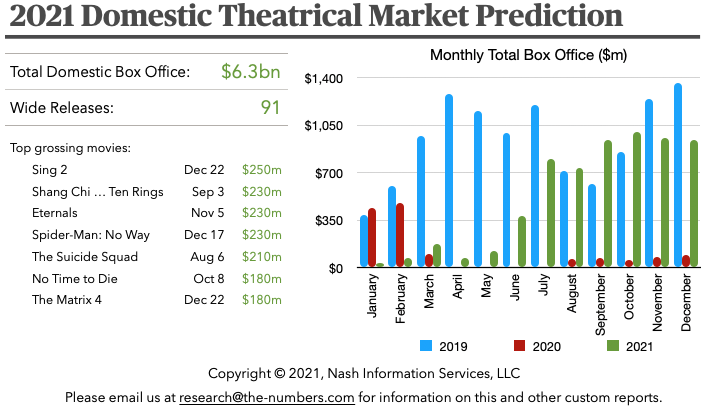 2021 Domestic Theatrical Market Prediction
Total Domestic Box Office: $6.3bn
Wide Releases: 91
Top grossing movies:
Sing 2 Dec 22 $250m
Shang Chi … Ten Rings Sep 3 $230m
Eternals Nov 5 $230m
Spider-Man: No Way Dec 17 $230m
The Suicide Squad Aug 6 $210m
No Time to Die Oct 8 $180m
The Matrix 4 Dec 22 $180m
Monthly Total Box Office ($m)
$1,400
$1,050
$700
$350
$0
January
February
March
April
May
June
July
August
September
October
November
December
2019 2020 2021
Copyright © 2021, Nash Information Services, LLC
Please email us at research@the-numbers.com for information on this and other custom reports.